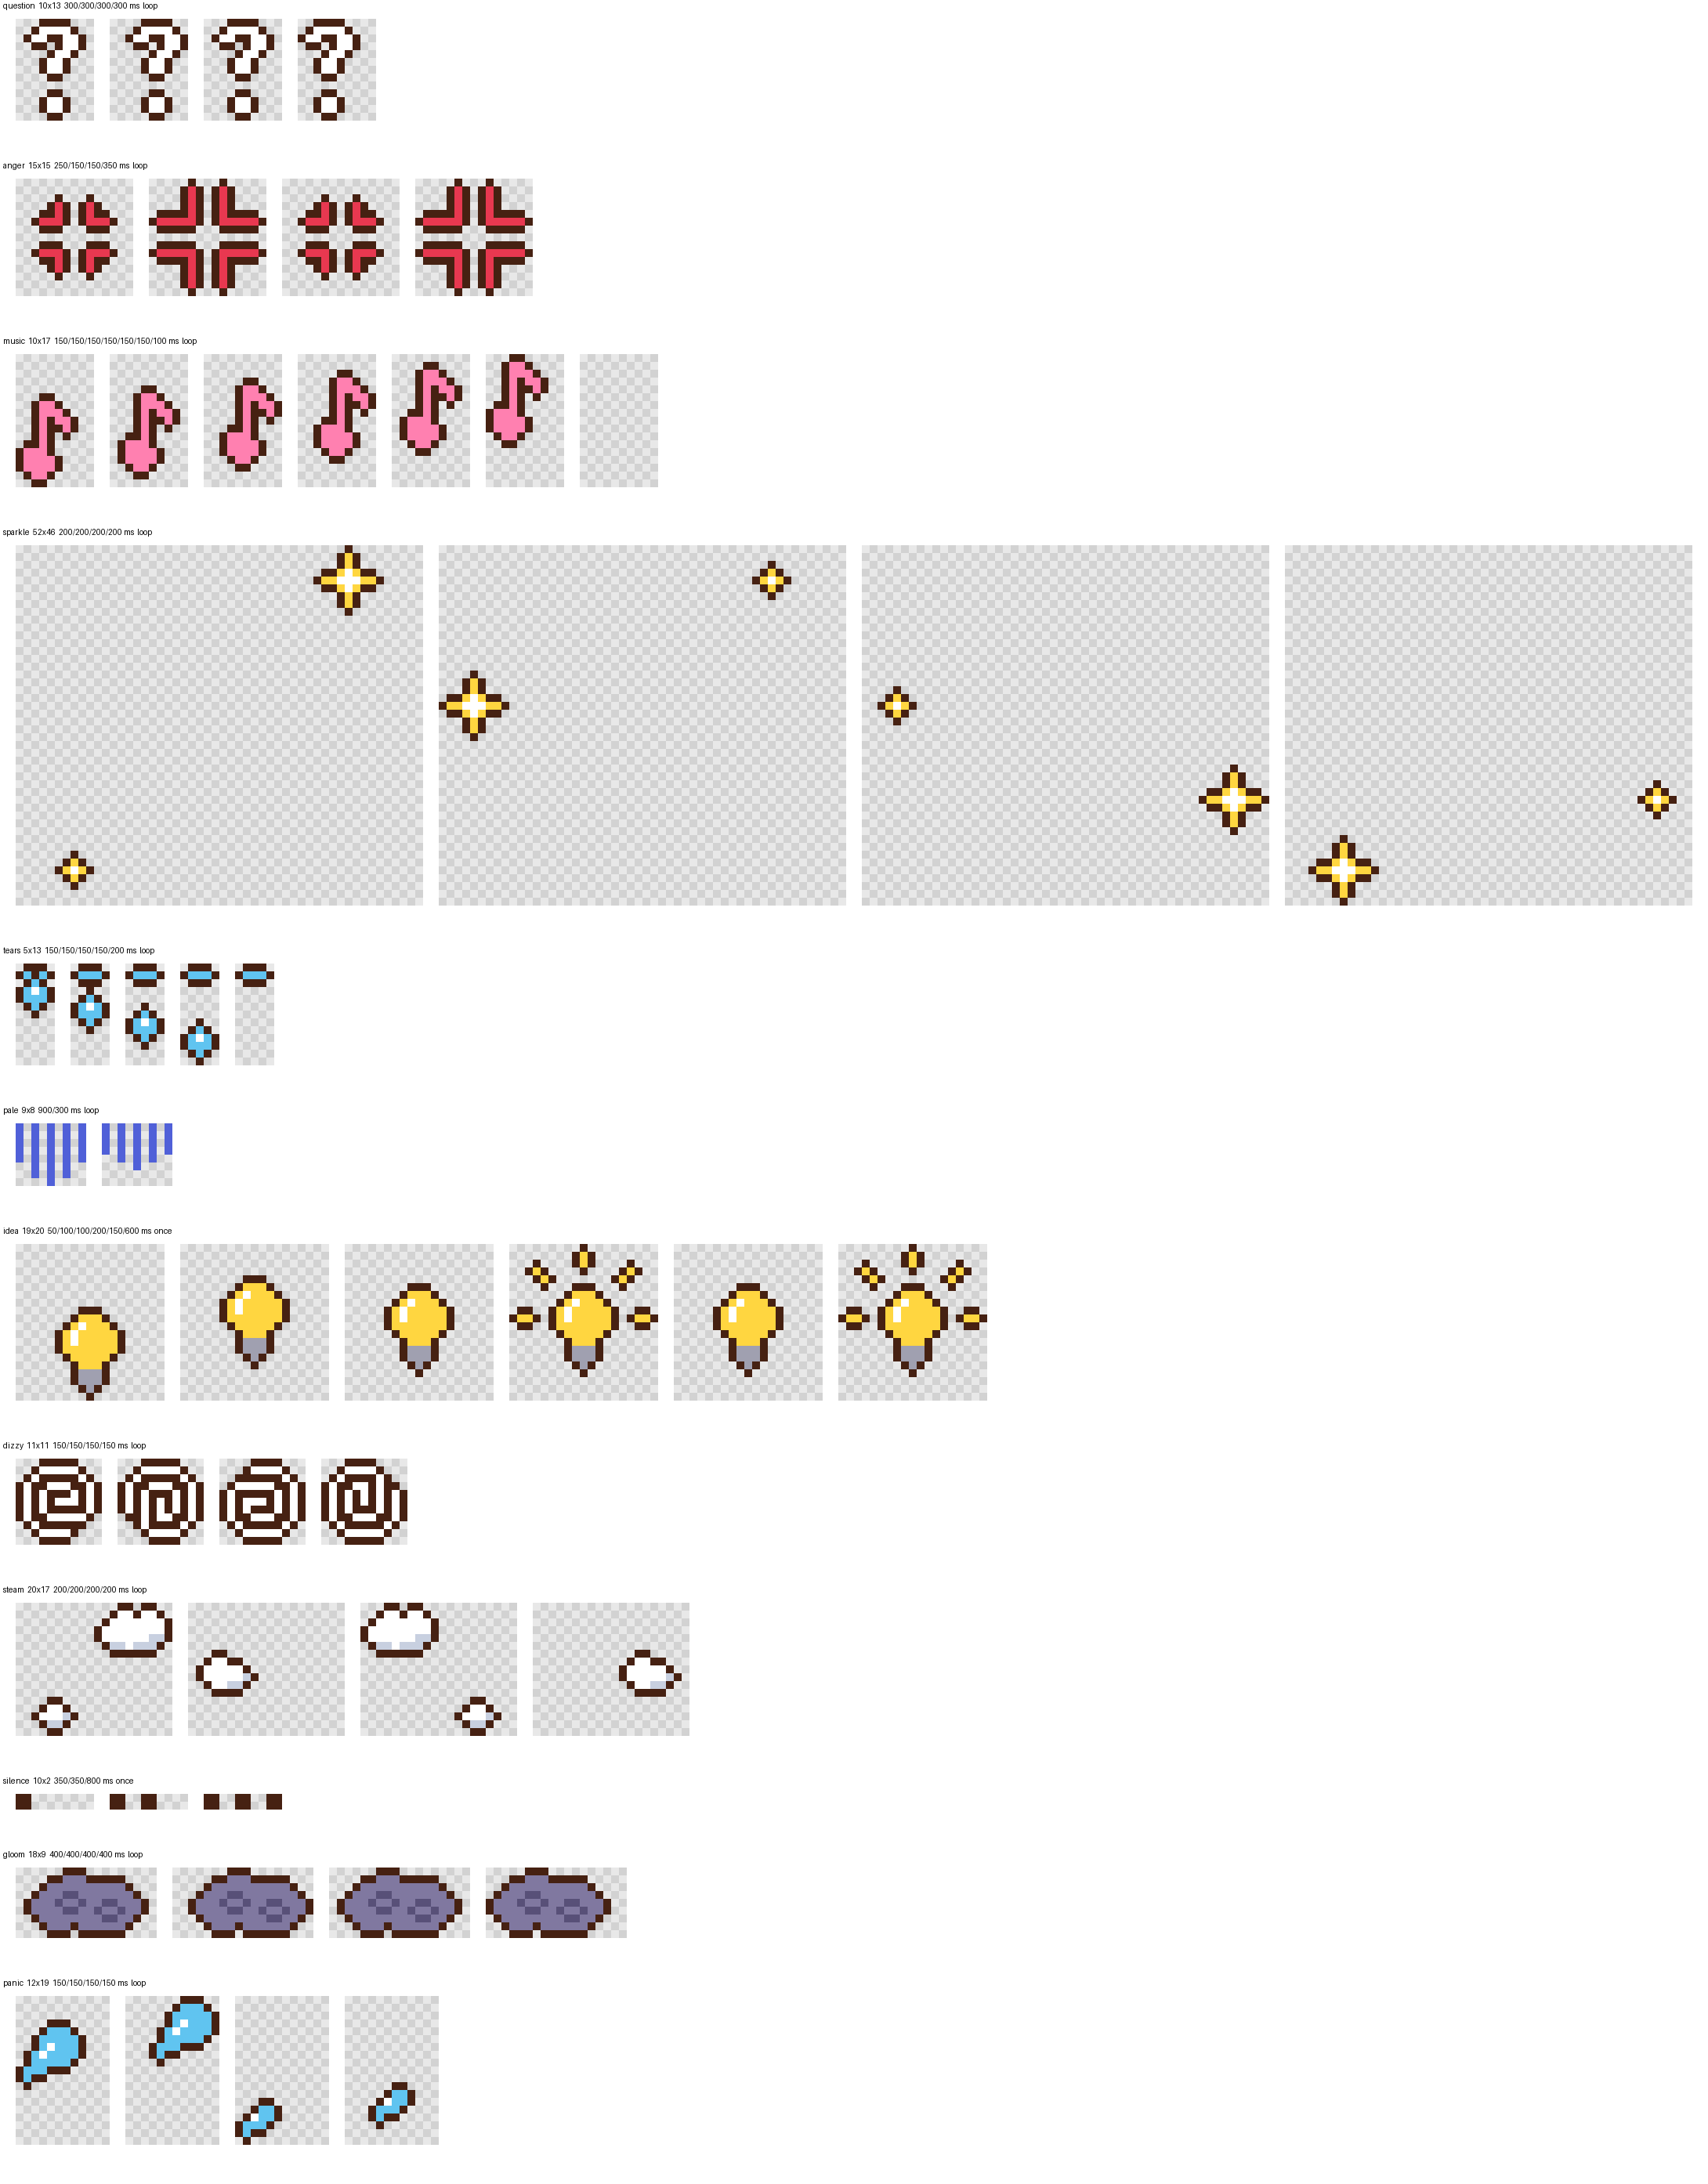 question 10x13 300/300/300/300 ms loop
anger 15x15 250/150/150/350 ms loop
music 10x17 150/150/150/150/150/150/100 ms loop
sparkle 52x46 200/200/200/200 ms loop
tears 5x13 150/150/150/150/200 ms loop
pale 9x8 900/300 ms loop
idea 19x20 50/100/100/200/150/600 ms once
dizzy 11x11 150/150/150/150 ms loop
steam 20x17 200/200/200/200 ms loop
silence 10x2 350/350/800 ms once
gloom 18x9 400/400/400/400 ms loop
panic 12x19 150/150/150/150 ms loop